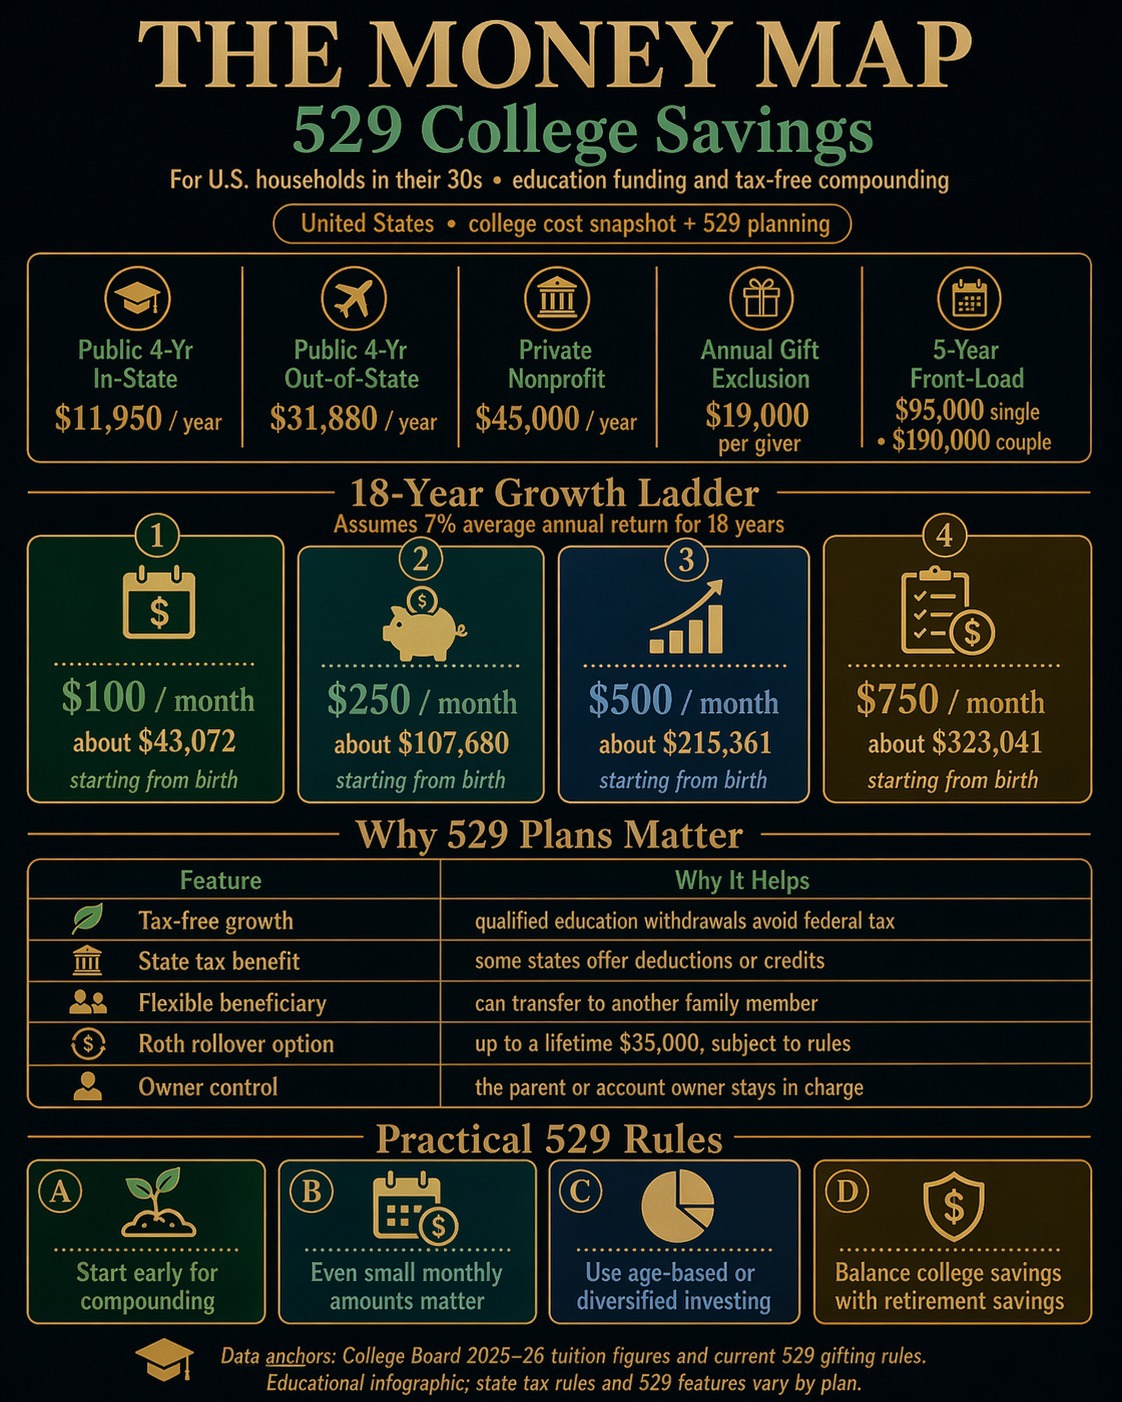 THE MONEY MAP
529 College Savings
For U.S. households in their 30s • education funding and tax-free compounding
United States • college cost snapshot + 529 planning
Public 4-Yr
In-State
$11,950 / year
Public 4-Yr
Out-of-State
$31,880 / year
Private
Nonprofit
$45,000 / year
Annual Gift
Exclusion
$19,000
per giver
5-Year
Front-Load
$95,000 single
• $190,000 couple
18-Year Growth Ladder
Assumes 7% average annual return for 18 years
1
$
$100 / month
about $43,072
starting from birth
2
$
$250 / month
about $107,680
starting from birth
3
$500 / month
about $215,361
starting from birth
4
$
$750 / month
about $323,041
starting from birth
Why 529 Plans Matter
Feature
Why It Helps
Tax-free growth
qualified education withdrawals avoid federal tax
State tax benefit
some states offer deductions or credits
Flexible beneficiary
can transfer to another family member
$
Roth rollover option
up to a lifetime $35,000, subject to rules
Owner control
the parent or account owner stays in charge
Practical 529 Rules
A
Start early for
compounding
B
$
Even small monthly
amounts matter
C
Use age-based or
diversified investing
D
$
Balance college savings
with retirement savings
Data anchors: College Board 2025–26 tuition figures and current 529 gifting rules.
Educational infographic; state tax rules and 529 features vary by plan.